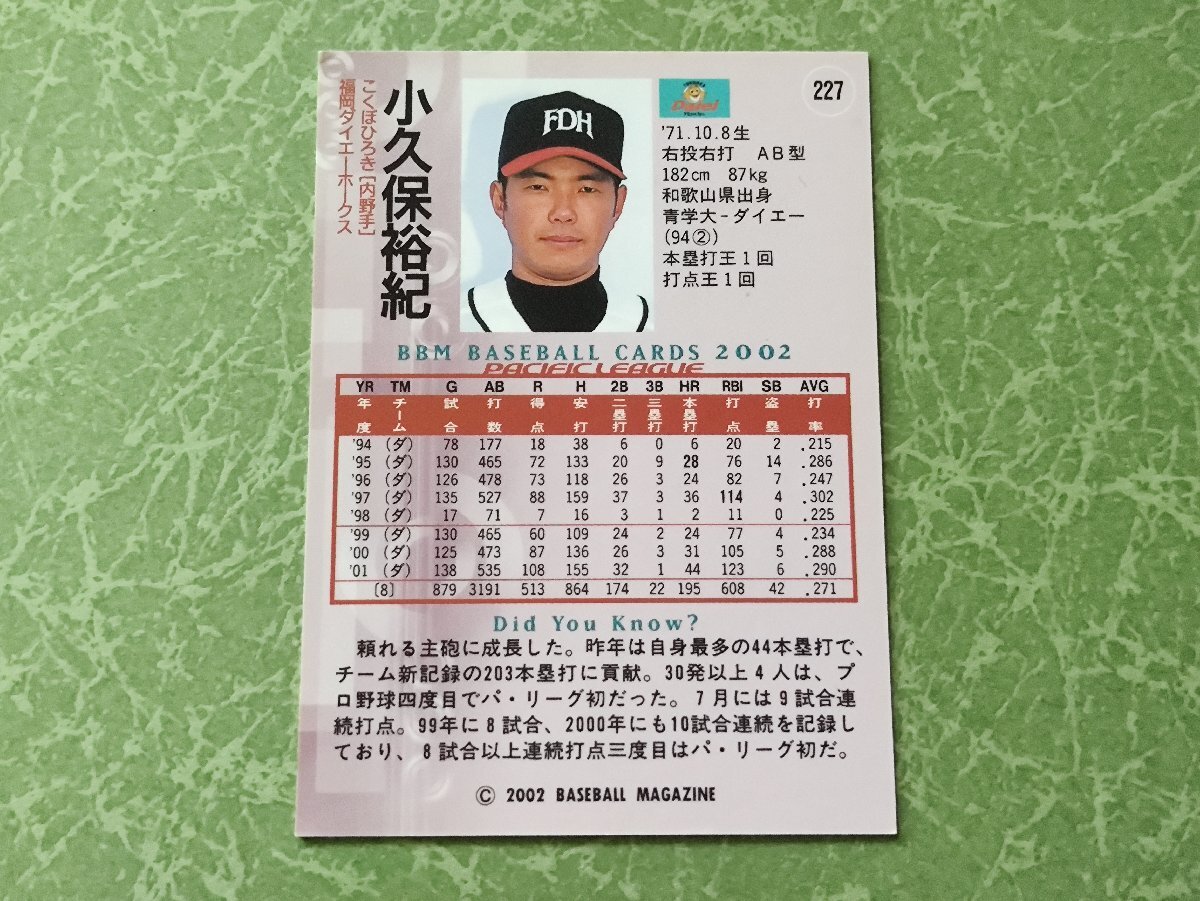 227
小久保裕紀
こくぼひろき［内野手］
福岡ダイエーホークス
FDH
Daiei
'71.10.8生
右投右打　AB型
182cm　87kg
和歌山県出身
青学大－ダイエー
(94②)
本塁打王1回
打点王1回
BBM BASEBALL CARDS 2002
PACIFIC LEAGUE
YR TM G AB R H 2B 3B HR RBI SB AVG
年度 チーム 試合 打数 得点 安打 二塁打 三塁打 本塁打 打点 盗塁 打率
'94 (ダ) 78 177 18 38 6 0 6 20 2 .215
'95 (ダ) 130 465 72 133 20 9 28 76 14 .286
'96 (ダ) 126 478 73 118 26 3 24 82 7 .247
'97 (ダ) 135 527 88 159 37 3 36 114 4 .302
'98 (ダ) 17 71 7 16 3 1 2 11 0 .225
'99 (ダ) 130 465 60 109 24 2 24 77 4 .234
'00 (ダ) 125 473 87 136 26 3 31 105 5 .288
'01 (ダ) 138 535 108 155 32 1 44 123 6 .290
[8] 879 3191 513 864 174 22 195 608 42 .271
Did You Know?
頼れる主砲に成長した。昨年は自身最多の44本塁打で、
チーム新記録の203本塁打に貢献。30発以上4人は、プ
ロ野球四度目でパ・リーグ初だった。7月には9試合連
続打点。99年に8試合、2000年にも10試合連続を記録し
ており、8試合以上連続打点三度目はパ・リーグ初だ。
© 2002 BASEBALL MAGAZINE